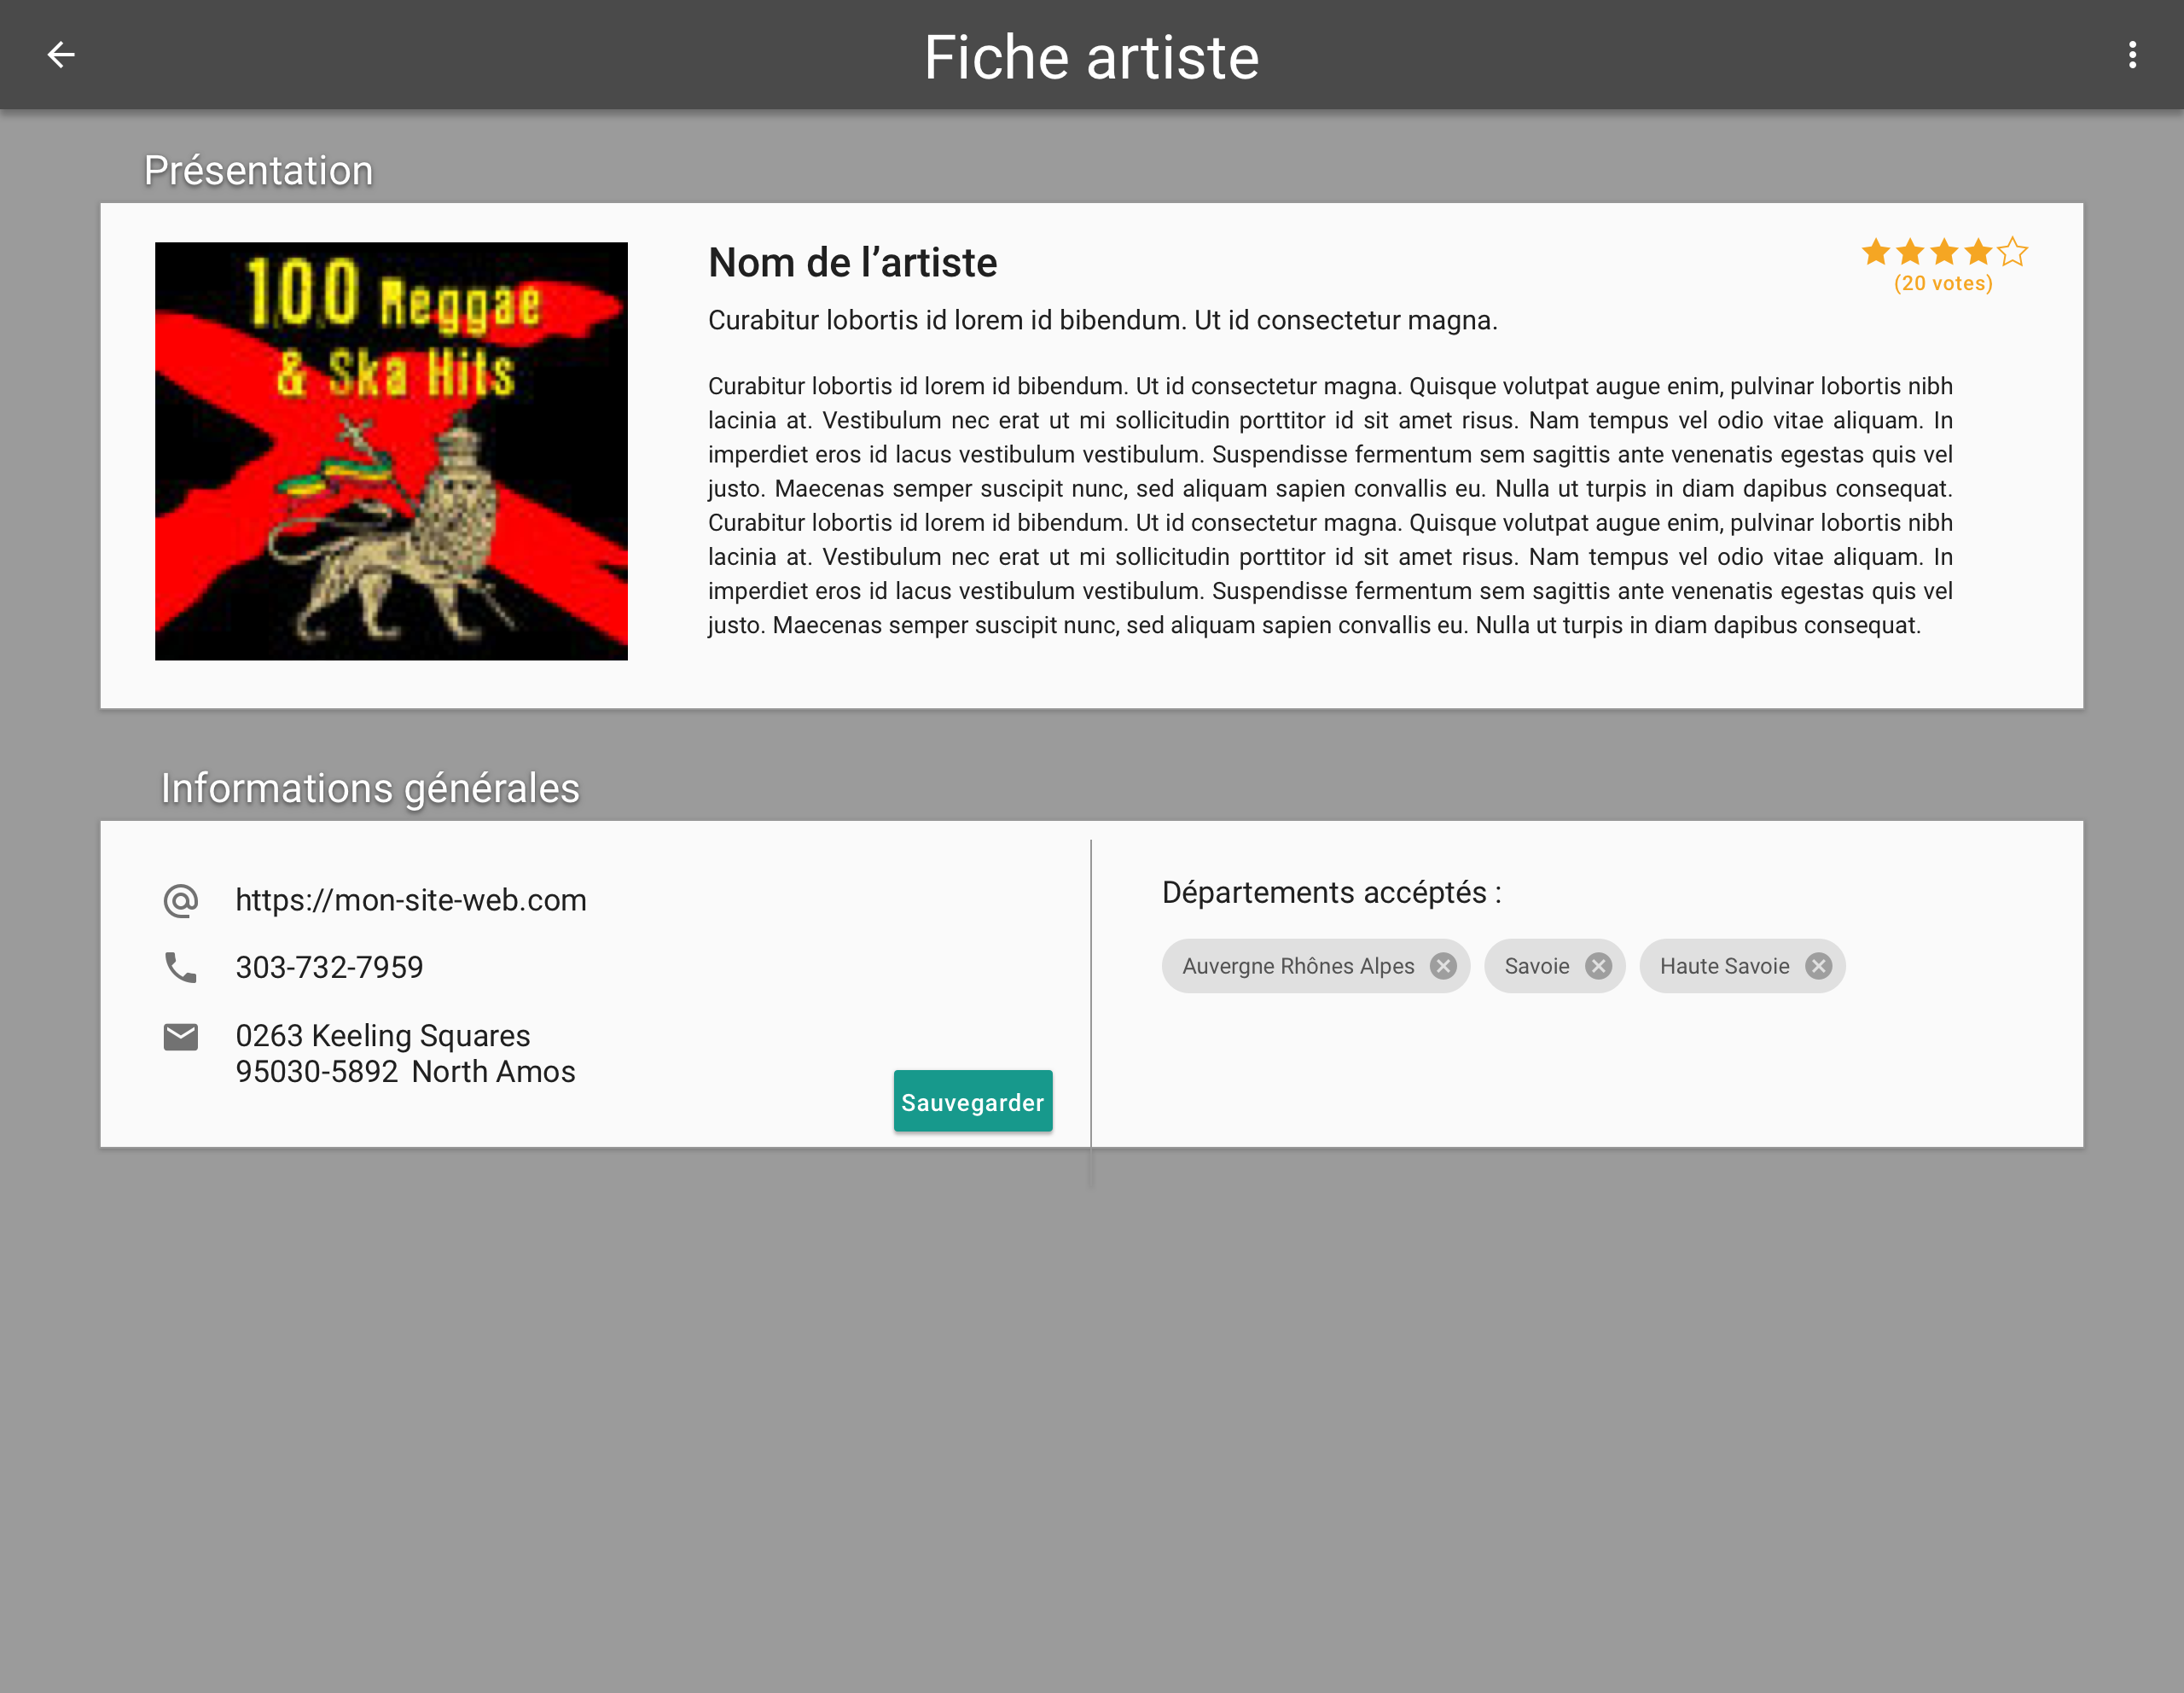 Fiche artiste
Présentation
100 Reggae
& Ska Hits
Nom de l’artiste
(20 votes)
Curabitur lobortis id lorem id bibendum. Ut id consectetur magna.
Curabitur lobortis id lorem id bibendum. Ut id consectetur magna. Quisque volutpat augue enim, pulvinar lobortis nibh
lacinia at. Vestibulum nec erat ut mi sollicitudin porttitor id sit amet risus. Nam tempus vel odio vitae aliquam. In
imperdiet eros id lacus vestibulum vestibulum. Suspendisse fermentum sem sagittis ante venenatis egestas quis vel
justo. Maecenas semper suscipit nunc, sed aliquam sapien convallis eu. Nulla ut turpis in diam dapibus consequat.
Curabitur lobortis id lorem id bibendum. Ut id consectetur magna. Quisque volutpat augue enim, pulvinar lobortis nibh
lacinia at. Vestibulum nec erat ut mi sollicitudin porttitor id sit amet risus. Nam tempus vel odio vitae aliquam. In
imperdiet eros id lacus vestibulum vestibulum. Suspendisse fermentum sem sagittis ante venenatis egestas quis vel
justo. Maecenas semper suscipit nunc, sed aliquam sapien convallis eu. Nulla ut turpis in diam dapibus consequat.
Informations générales
https://mon-site-web.com
303-732-7959
0263 Keeling Squares
95030-5892 North Amos
Sauvegarder
Départements accéptés :
Auvergne Rhônes Alpes
Savoie
Haute Savoie